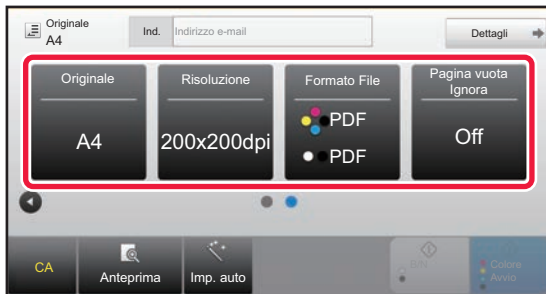 Originale
A4
Ind.
Indirizzo e-mail
Dettagli
Originale
A4
Risoluzione
200x200dpi
Formato File
PDF
PDF
Pagina vuota
Ignora
Off
CA
Anteprima
Imp. auto
Colore
Avvio